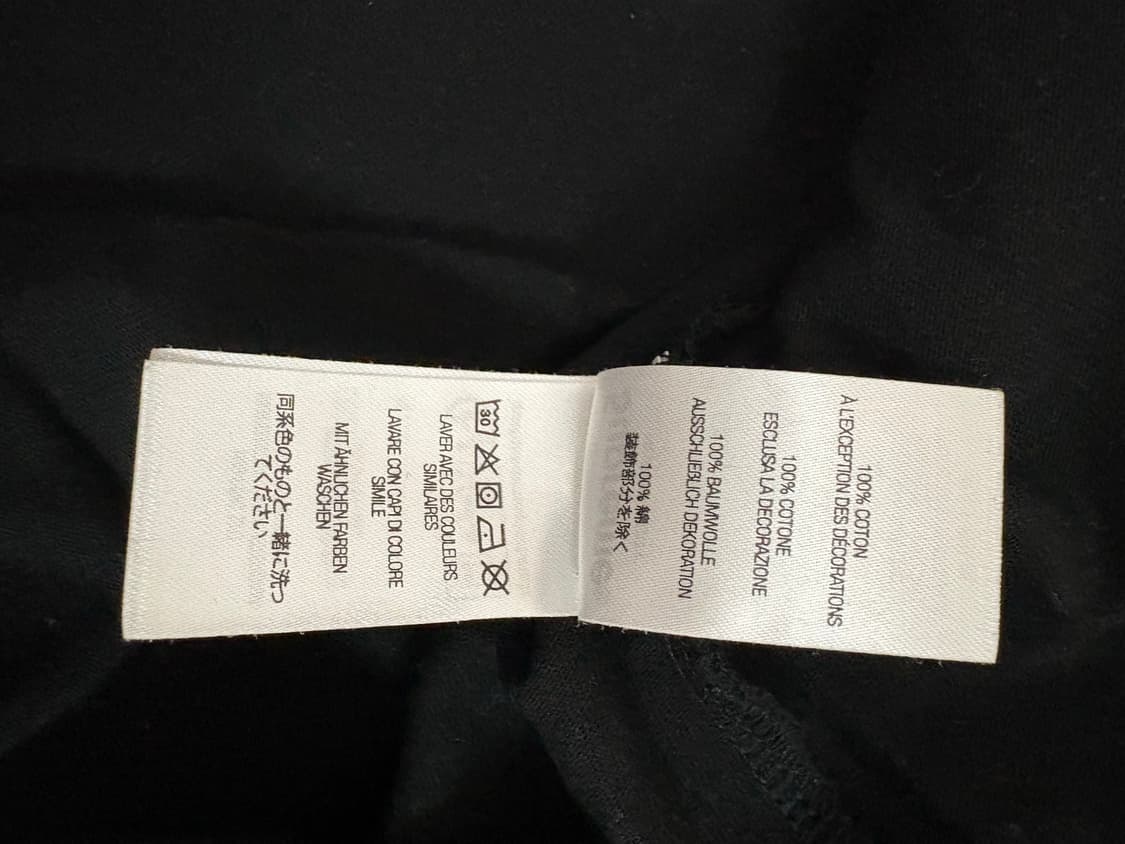 100% COTON
À L'EXCEPTION DES DÉCORATIONS
100% COTONE
ESCLUSA LA DECORAZIONE
100% BAUMWOLLE
AUSSCHLIEßLICH DEKORATION
100% 綿
装飾部分を除く
30
LAVER AVEC DES COULEURS
SIMILAIRES
LAVARE CON CAPI DI COLORE
SIMILE
MIT ÄHNLICHEN FARBEN
WASCHEN
同系色のものと一緒に洗っ
てください